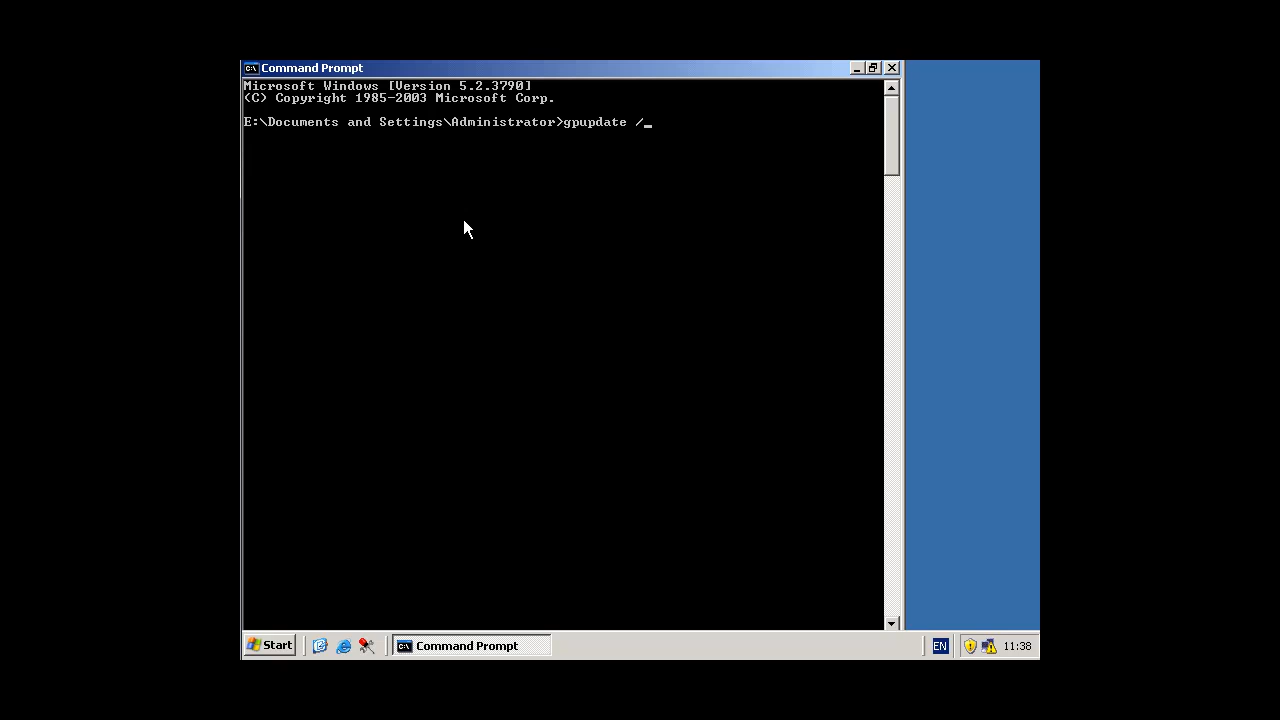 Command Prompt
Microsoft Windows [Version 5.2.3790]
(C) Copyright 1985-2003 Microsoft Corp.
E:\Documents and Settings\Administrator>gpupdate /_
Start
Command Prompt
EN
11:38